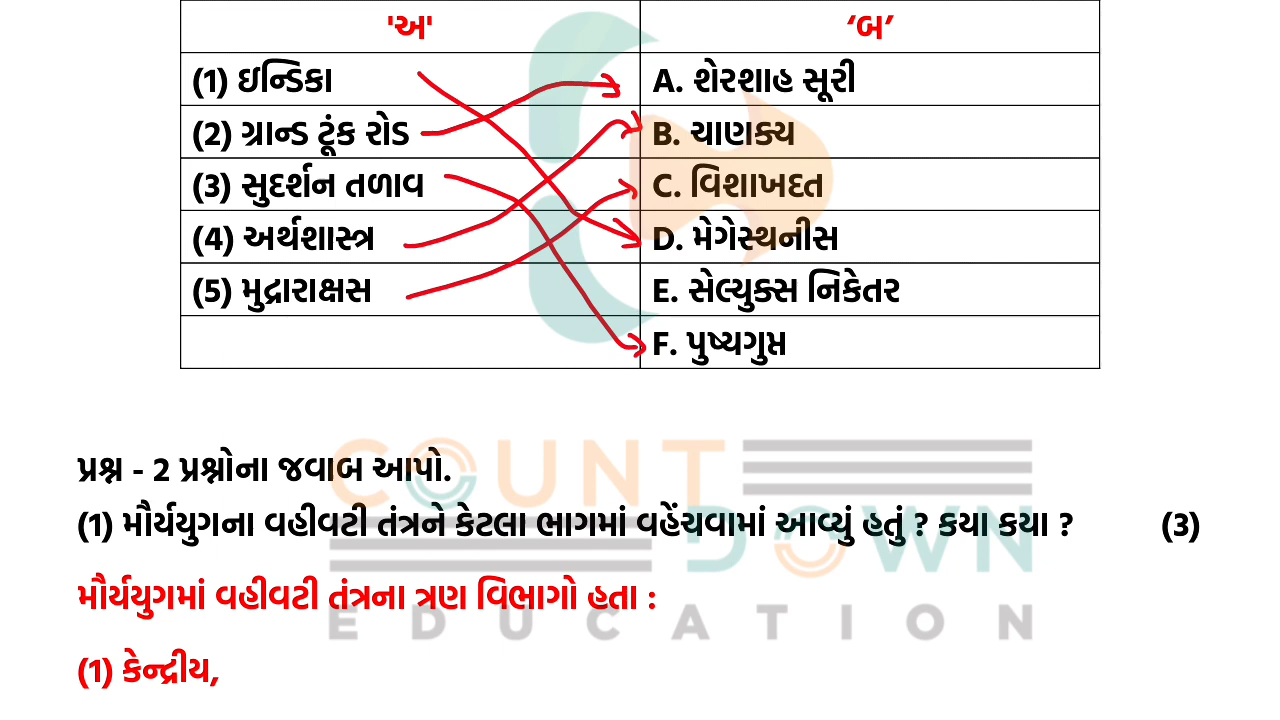 'અ' ‘બ’
(1) ઇન્ડિકા A. શેરશાહ સૂરી
(2) ગ્રાન્ડ ટૂંક રોડ B. ચાણક્ય
(3) સુદર્શન તળાવ C. વિશાખદત
(4) અર્થશાસ્ત્ર D. મેગેસ્થનીસ
(5) મુદ્રારાક્ષસ E. સેલ્યુક્સ નિકેતર
F. પુષ્યગુપ્ત
પ્રશ્ન - 2 પ્રશ્નોના જવાબ આપો.
(1) મૌર્યયુગના વહીવટી તંત્રને કેટલા ભાગમાં વહેંચવામાં આવ્યું હતું ? કયા કયા ? (3)
મૌર્યયુગમાં વહીવટી તંત્રના ત્રણ વિભાગો હતા :
(1) કેન્દ્રીય,
COUNT
DOWN
EDUCATION